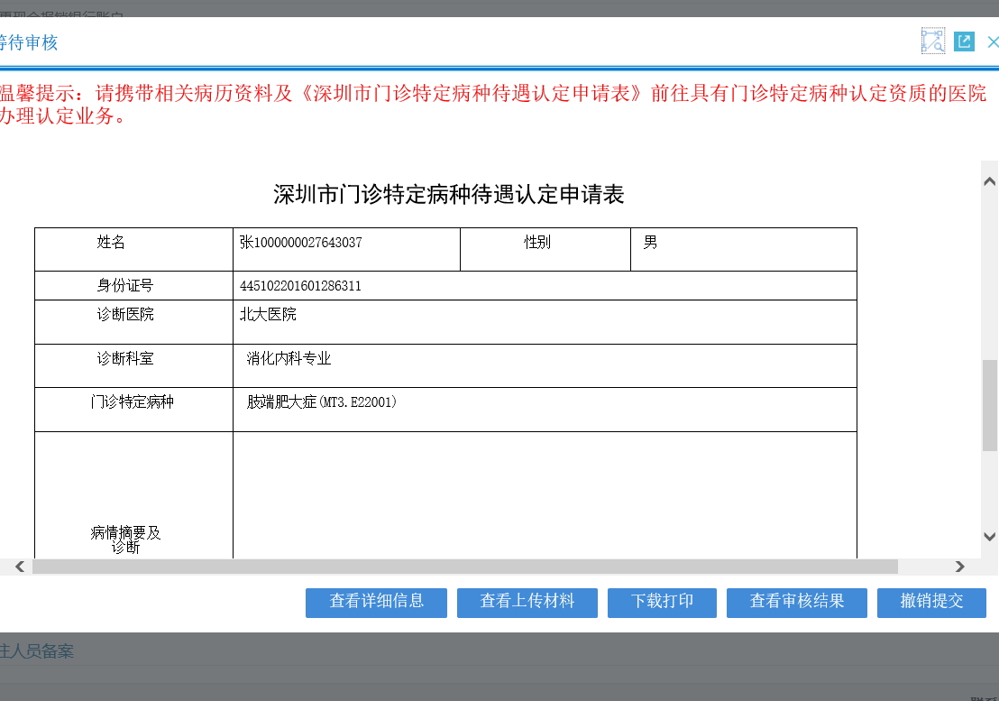 等待审核
温馨提示：请携带相关病历资料及《深圳市门诊特定病种待遇认定申请表》前往具有门诊特定病种认定资质的医院
办理认定业务。
深圳市门诊特定病种待遇认定申请表
姓名 张1000000027643037 性别 男
身份证号 445102201601286311
诊断医院 北大医院
诊断科室 消化内科专业
门诊特定病种 肢端肥大症(MT3.E22001)
病情摘要及
诊断
查看详细信息 查看上传材料 下载打印 查看审核结果 撤销提交
住人员备案